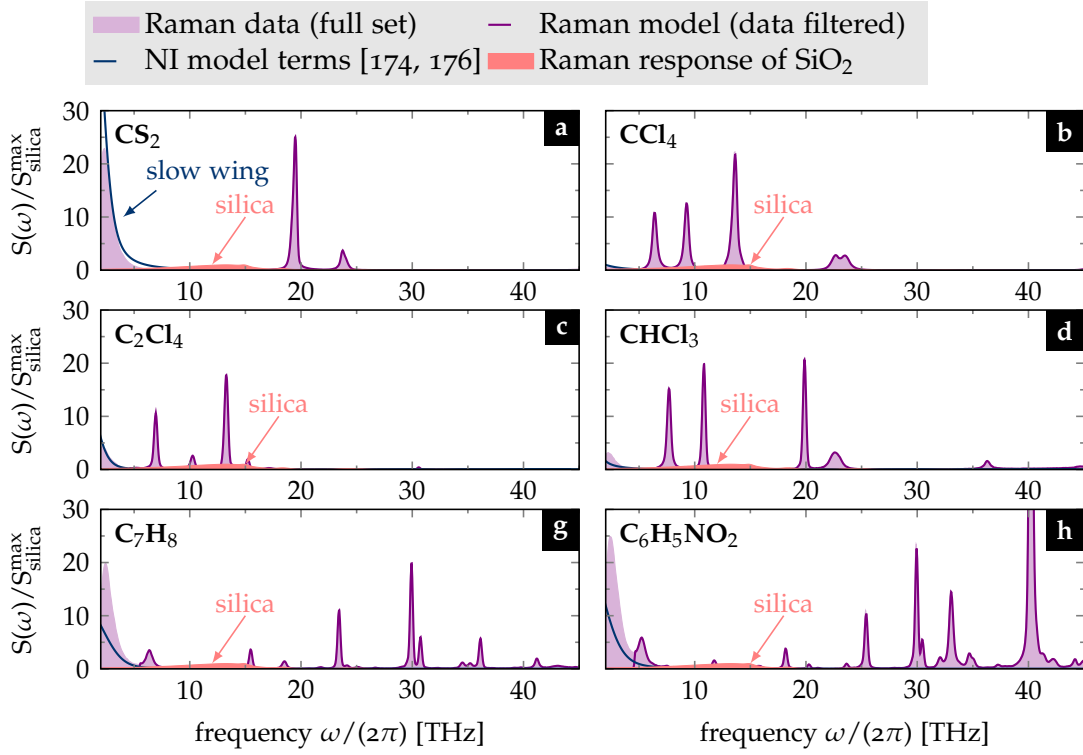 Raman data (full set) Raman model (data filtered)
NI model terms [174, 176] Raman response of SiO₂
30 CS₂ a CCl₄ b
S(ω)/Sᵐᵃˣsilica
20 slow wing
silica silica
10
0
10 20 30 40 10 20 30 40
30 C₂Cl₄ c CHCl₃ d
S(ω)/Sᵐᵃˣsilica
20
silica silica
10
0
10 20 30 40 10 20 30 40
30 C₇H₈ g C₆H₅NO₂ h
S(ω)/Sᵐᵃˣsilica
20
silica silica
10
0
10 20 30 40 10 20 30 40
frequency ω/(2π) [THz] frequency ω/(2π) [THz]